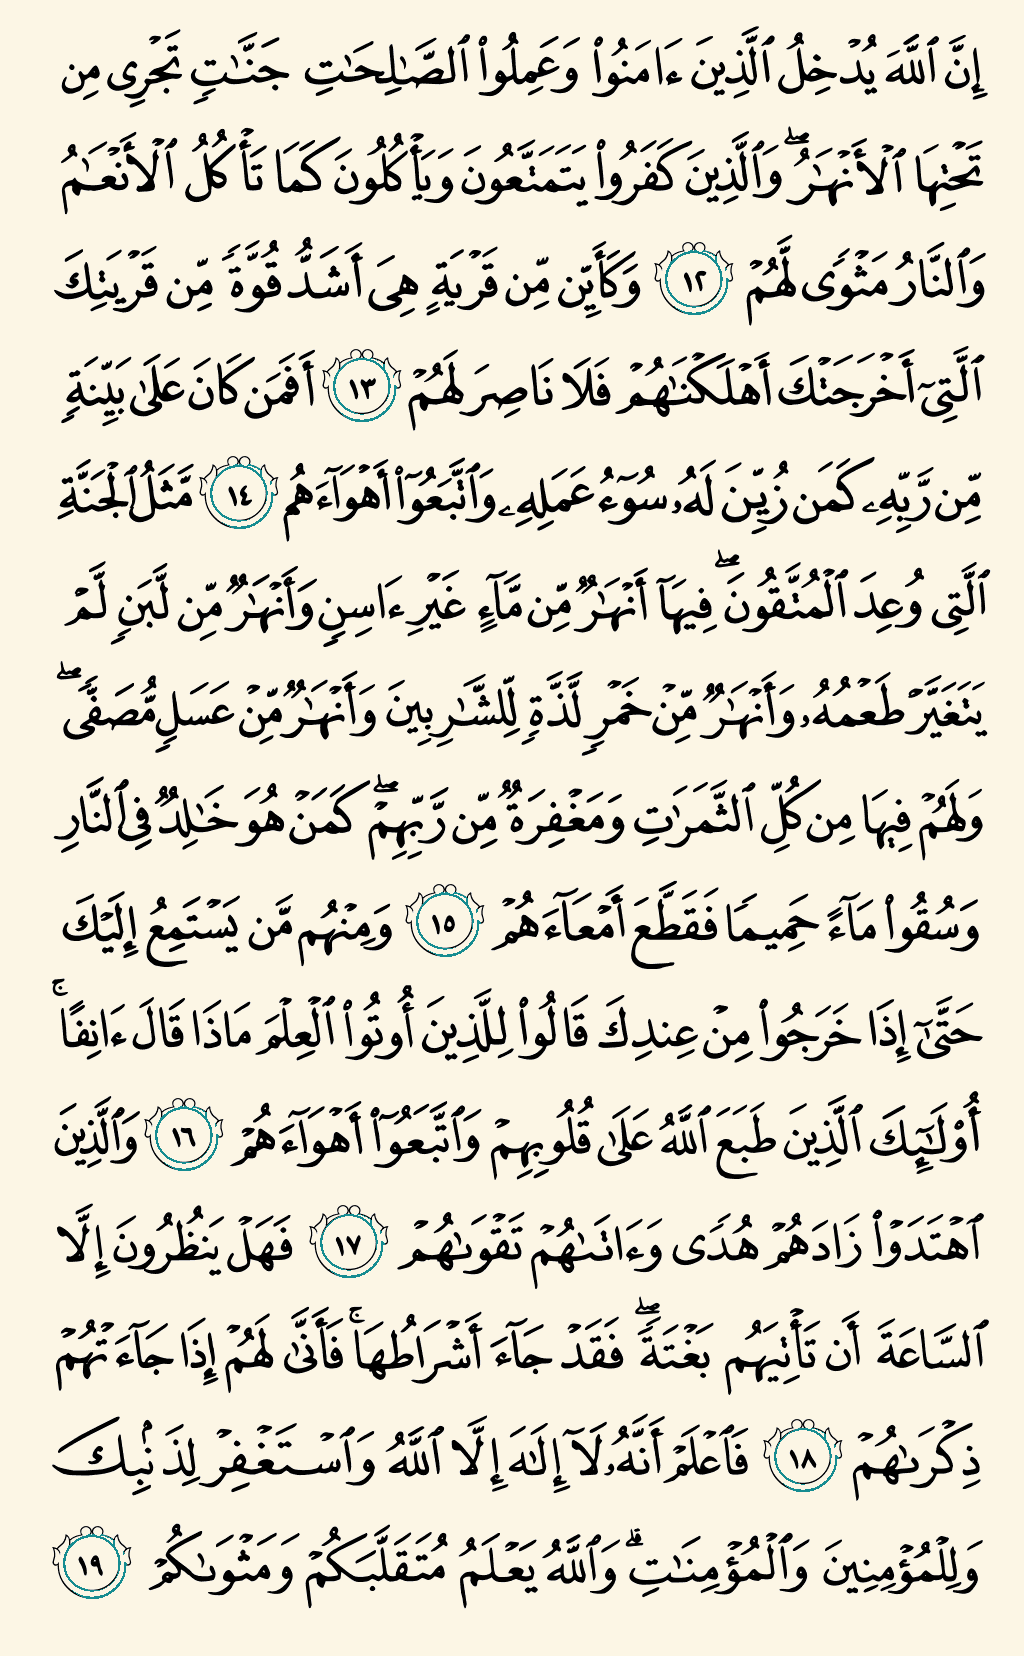 إِنَّ ٱللَّهَ يُدۡخِلُ ٱلَّذِينَ ءَامَنُواْ وَعَمِلُواْ ٱلصَّٰلِحَٰتِ جَنَّٰتٖ تَجۡرِي مِن
تَحۡتِهَا ٱلۡأَنۡهَٰرُۖ وَٱلَّذِينَ كَفَرُواْ يَتَمَتَّعُونَ وَيَأۡكُلُونَ كَمَا تَأۡكُلُ ٱلۡأَنۡعَٰمُ
وَٱلنَّارُ مَثۡوٗى لَّهُمۡ ١٢ وَكَأَيِّن مِّن قَرۡيَةٍ هِيَ أَشَدُّ قُوَّةٗ مِّن قَرۡيَتِكَ
ٱلَّتِيٓ أَخۡرَجَتۡكَ أَهۡلَكۡنَٰهُمۡ فَلَا نَاصِرَ لَهُمۡ ١٣ أَفَمَن كَانَ عَلَىٰ بَيِّنَةٖ
مِّن رَّبِّهِۦ كَمَن زُيِّنَ لَهُۥ سُوٓءُ عَمَلِهِۦ وَٱتَّبَعُوٓاْ أَهۡوَآءَهُم ١٤ مَّثَلُ ٱلۡجَنَّةِ
ٱلَّتِي وُعِدَ ٱلۡمُتَّقُونَۖ فِيهَآ أَنۡهَٰرٞ مِّن مَّآءٍ غَيۡرِ ءَاسِنٖ وَأَنۡهَٰرٞ مِّن لَّبَنٖ لَّمۡ
يَتَغَيَّرۡ طَعۡمُهُۥ وَأَنۡهَٰرٞ مِّنۡ خَمۡرٖ لَّذَّةٖ لِّلشَّٰرِبِينَ وَأَنۡهَٰرٞ مِّنۡ عَسَلٖ مُّصَفّٗىۖ
وَلَهُمۡ فِيهَا مِن كُلِّ ٱلثَّمَرَٰتِ وَمَغۡفِرَةٞ مِّن رَّبِّهِمۡۖ كَمَنۡ هُوَ خَٰلِدٞ فِي ٱلنَّارِ
وَسُقُواْ مَآءً حَمِيمٗا فَقَطَّعَ أَمۡعَآءَهُمۡ ١٥ وَمِنۡهُم مَّن يَسۡتَمِعُ إِلَيۡكَ
حَتَّىٰٓ إِذَا خَرَجُواْ مِنۡ عِندِكَ قَالُواْ لِلَّذِينَ أُوتُواْ ٱلۡعِلۡمَ مَاذَا قَالَ ءَانِفًاۚ
أُوْلَٰٓئِكَ ٱلَّذِينَ طَبَعَ ٱللَّهُ عَلَىٰ قُلُوبِهِمۡ وَٱتَّبَعُوٓاْ أَهۡوَآءَهُمۡ ١٦ وَٱلَّذِينَ
ٱهۡتَدَوۡاْ زَادَهُمۡ هُدٗى وَءَاتَىٰهُمۡ تَقۡوَىٰهُمۡ ١٧ فَهَلۡ يَنظُرُونَ إِلَّا
ٱلسَّاعَةَ أَن تَأۡتِيَهُم بَغۡتَةٗۖ فَقَدۡ جَآءَ أَشۡرَاطُهَاۚ فَأَنَّىٰ لَهُمۡ إِذَا جَآءَتۡهُمۡ
ذِكۡرَىٰهُمۡ ١٨ فَٱعۡلَمۡ أَنَّهُۥ لَآ إِلَٰهَ إِلَّا ٱللَّهُ وَٱسۡتَغۡفِرۡ لِذَنۢبِكَ
وَلِلۡمُؤۡمِنِينَ وَٱلۡمُؤۡمِنَٰتِۗ وَٱللَّهُ يَعۡلَمُ مُتَقَلَّبَكُمۡ وَمَثۡوَىٰكُمۡ ١٩